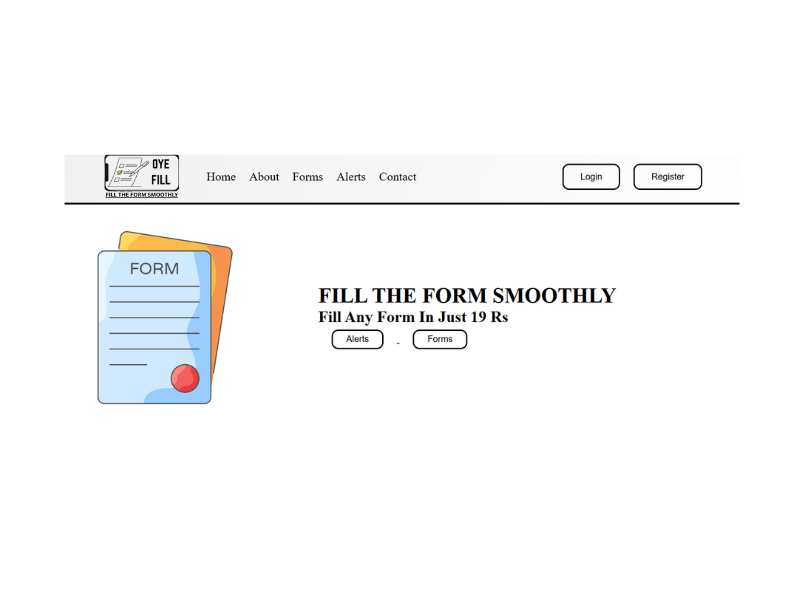 OYE
FILL
FILL THE FORM SMOOTHLY
Home About Forms Alerts Contact
Login Register
FORM
FILL THE FORM SMOOTHLY
Fill Any Form In Just 19 Rs
Alerts - Forms